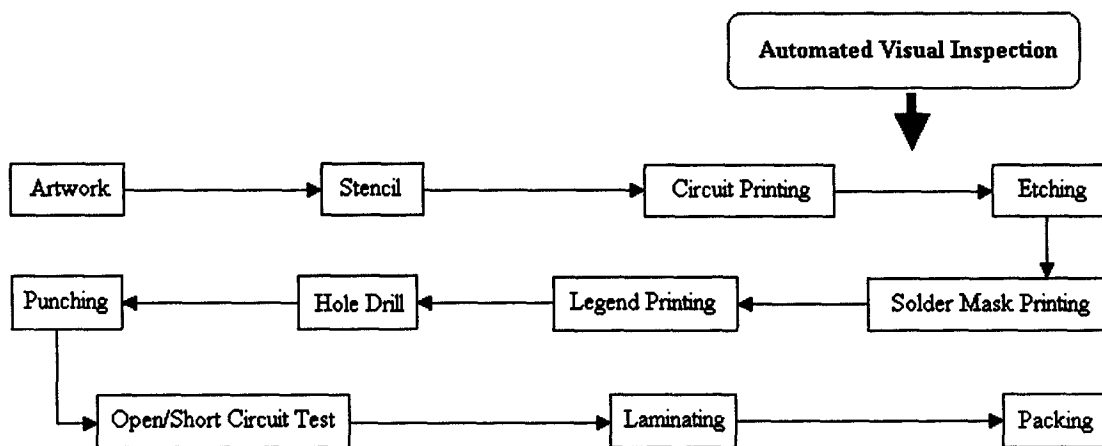 Automated Visual Inspection
Artwork
Stencil
Circuit Printing
Etching
Punching
Hole Drill
Legend Printing
Solder Mask Printing
Open/Short Circuit Test
Laminating
Packing